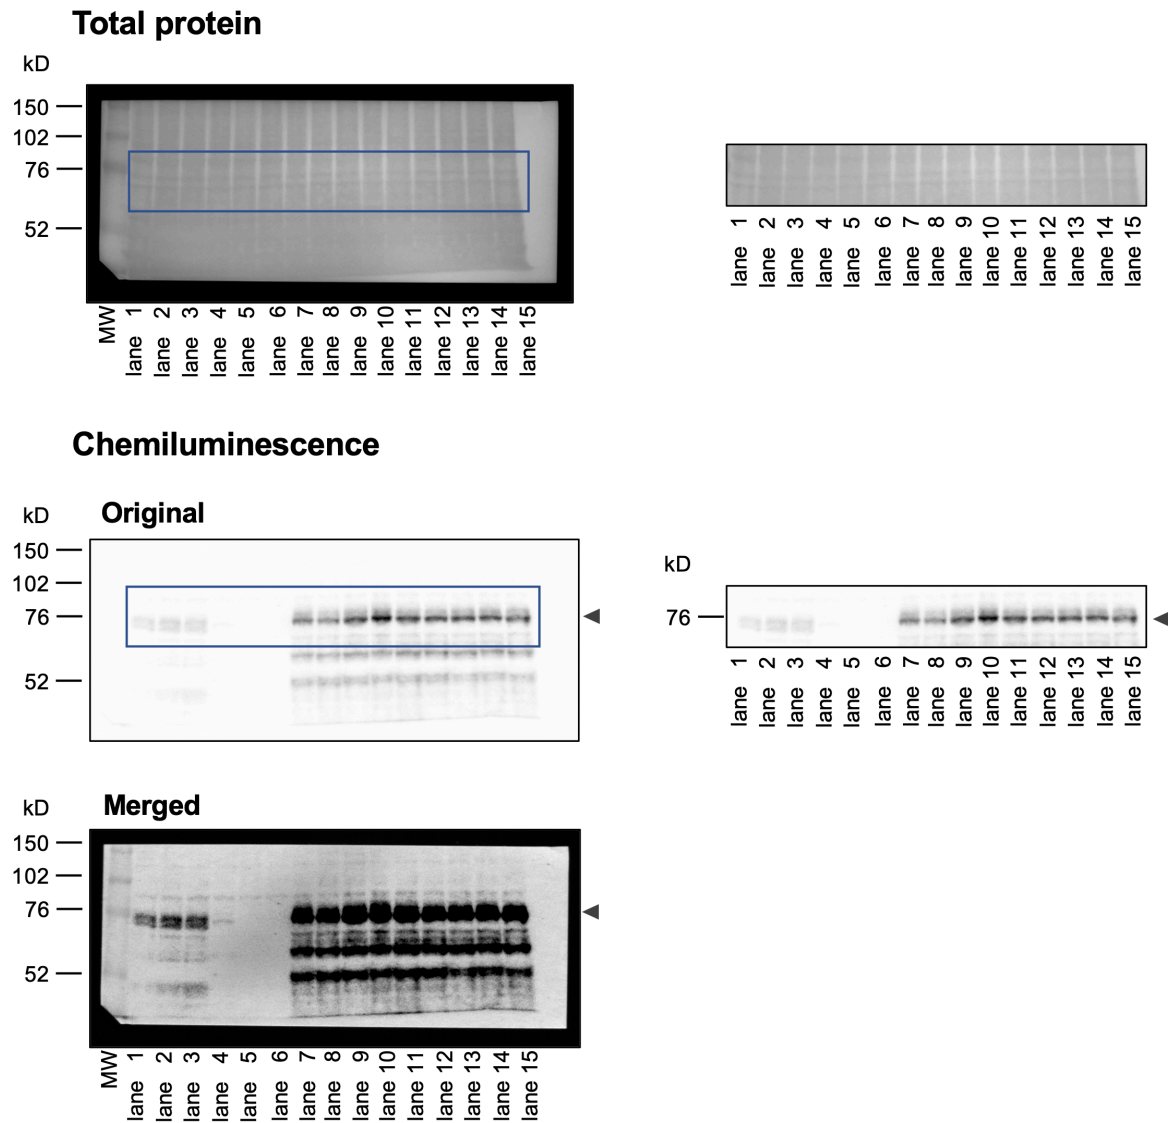 Total protein
kD
150
102
76
52
MW
lane 1
lane 2
lane 3
lane 4
lane 5
lane 6
lane 7
lane 8
lane 9
lane 10
lane 11
lane 12
lane 13
lane 14
lane 15
lane 1
lane 2
lane 3
lane 4
lane 5
lane 6
lane 7
lane 8
lane 9
lane 10
lane 11
lane 12
lane 13
lane 14
lane 15
Chemiluminescence
Original
kD
150
102
76
52
kD
76
lane 1
lane 2
lane 3
lane 4
lane 5
lane 6
lane 7
lane 8
lane 9
lane 10
lane 11
lane 12
lane 13
lane 14
lane 15
Merged
kD
150
102
76
52
MW
lane 1
lane 2
lane 3
lane 4
lane 5
lane 6
lane 7
lane 8
lane 9
lane 10
lane 11
lane 12
lane 13
lane 14
lane 15